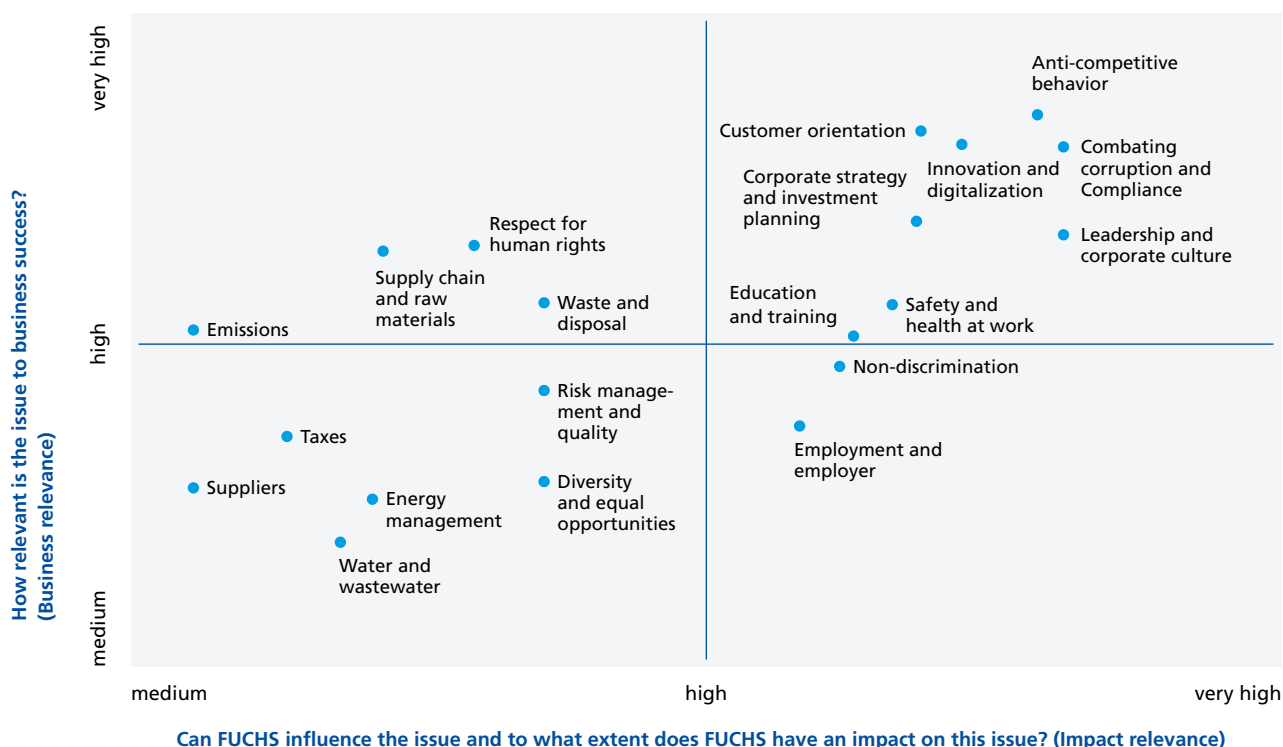 How relevant is the issue to business success?
(Business relevance)
very high
high
medium
Anti-competitive
behavior
Customer orientation
Innovation and
digitalization
Combating
corruption and
Compliance
Corporate strategy
and investment
planning
Leadership and
corporate culture
Respect for
human rights
Supply chain
and raw
materials
Waste and
disposal
Emissions
Education
and training
Safety and
health at work
Non-discrimination
Risk manage-
ment and
quality
Employment and
employer
Taxes
Suppliers
Energy
management
Diversity
and equal
opportunities
Water and
wastewater
medium
high
very high
Can FUCHS influence the issue and to what extent does FUCHS have an impact on this issue? (Impact relevance)